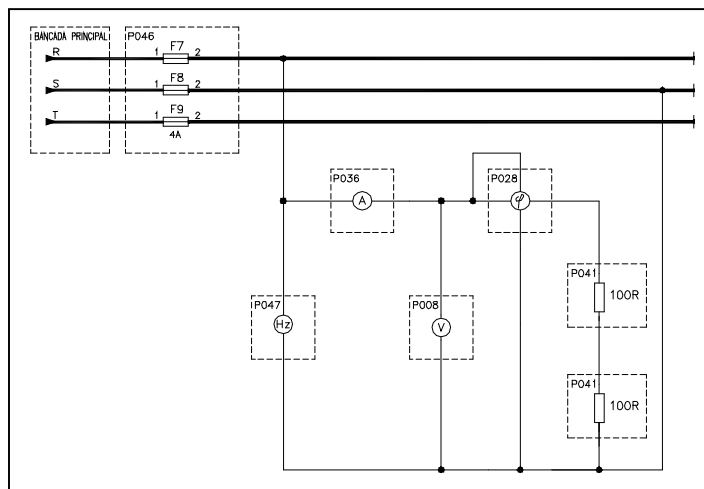 BANCADA PRINCIPAL
P046
R
1
F7
2
S
1
F8
2
T
1
F9
2
4A
P036
A
P028
φ
P041
100R
P047
Hz
P008
V
P041
100R